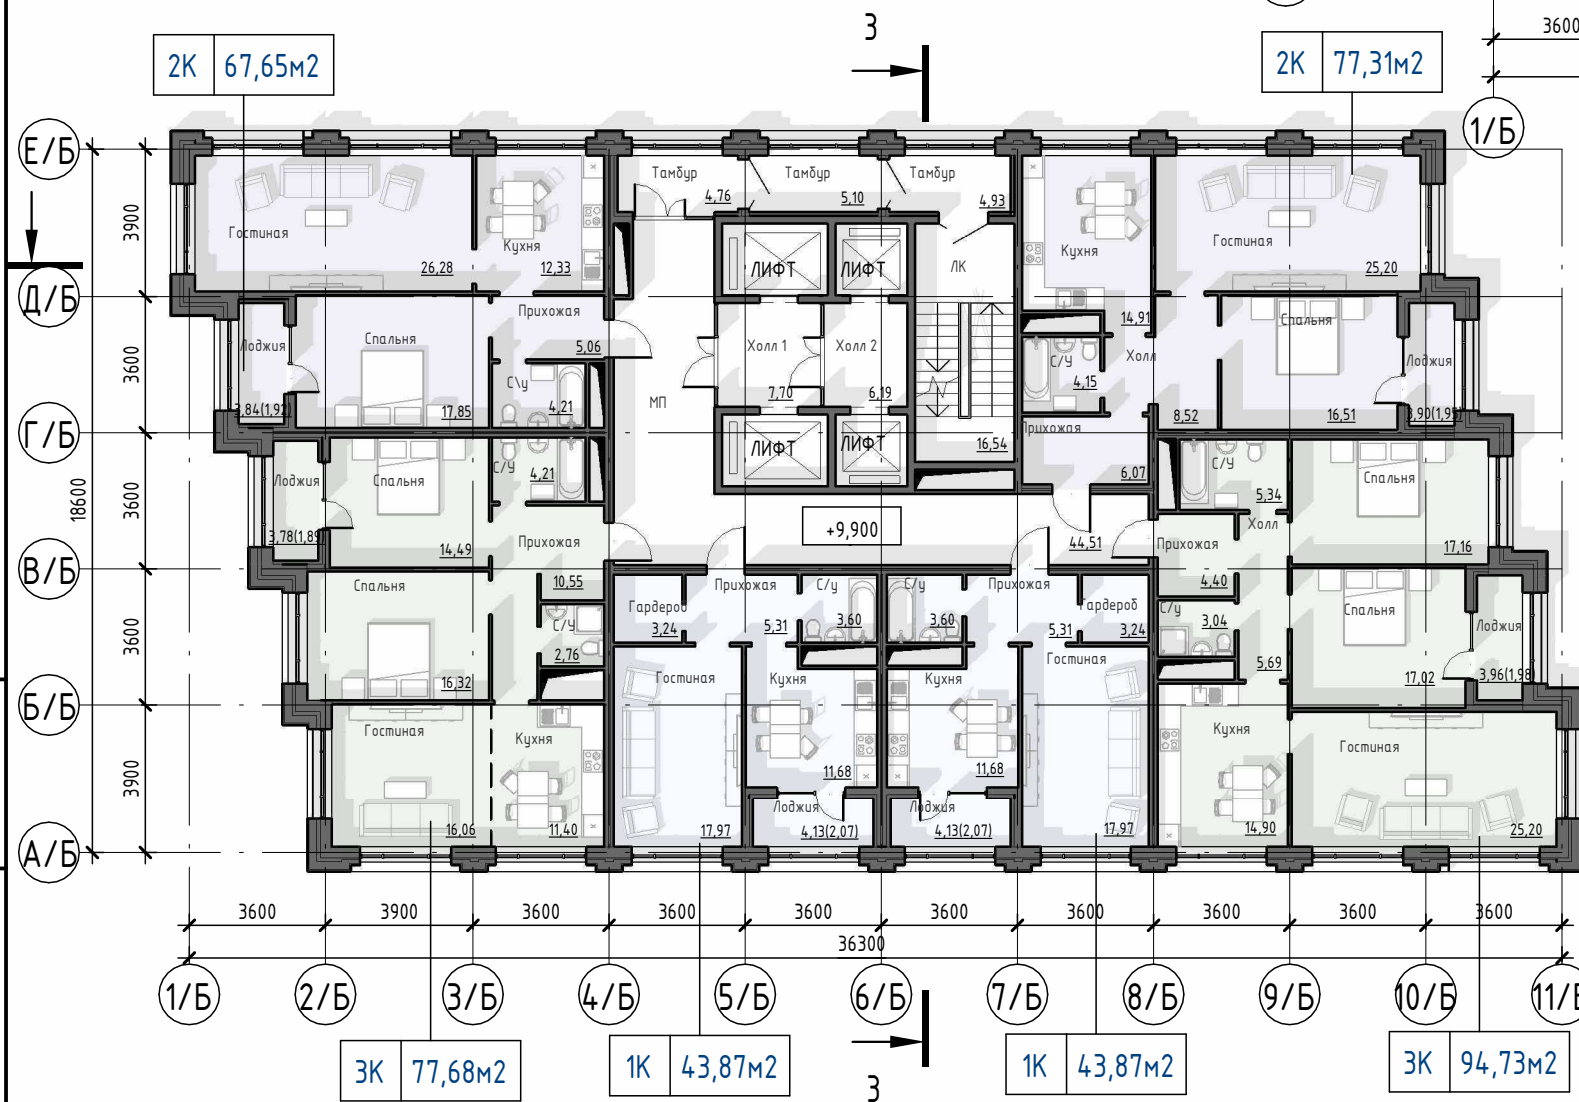 3
3600
2К 67,65м2
2К 77,31м2
1/Б
Е/Б
Тамбур
Тамбур
Тамбур
4,76
5,10
4,93
3900
Гостиная
Кухня
26,28
12,33
ЛИФТ
ЛИФТ
ЛК
Кухня
Гостиная
25,20
Д/Б
Прихожая
5,06
14,91
Спальня
Лоджия
Спальня
Холл 1
Холл 2
Холл
Лоджия
3600
С\у
С/У
4,15
4,21
МП
7,70
6,19
3,84(1,92)
17,85
8,52
16,51
3,90(1,95)
Г/Б
Прихожая
ЛИФТ
ЛИФТ
16,54
6,07
Лоджия
Спальня
С/У
4,21
С/У
5,34
Спальня
18600
3600
+9,900
3,78(1,89)
14,49
Прихожая
44,51
Прихожая
Холл
17,16
В/Б
Спальня
10,55
Прихожая
С/у
С/у
Прихожая
4,40
Гардероб
3,24
5,31
3,60
3,60
5,31
Гардероб
3,24
С/у
3,04
Спальня
Лоджия
3600
С/У
2,76
16,32
Гостиная
Кухня
Кухня
Гостиная
5,69
17,02
3,96(1,98)
Б/Б
Гостиная
Кухня
Кухня
Гостиная
3900
11,68
11,68
Лоджия
Лоджия
16,06
11,40
17,97
4,13(2,07)
4,13(2,07)
17,97
14,90
25,20
А/Б
3600
3900
3600
3600
3600
3600
3600
3600
3600
3600
36300
1/Б
2/Б
3/Б
4/Б
5/Б
6/Б
7/Б
8/Б
9/Б
10/Б
11/Б
3К 77,68м2
1К 43,87м2
1К 43,87м2
3К 94,73м2
3